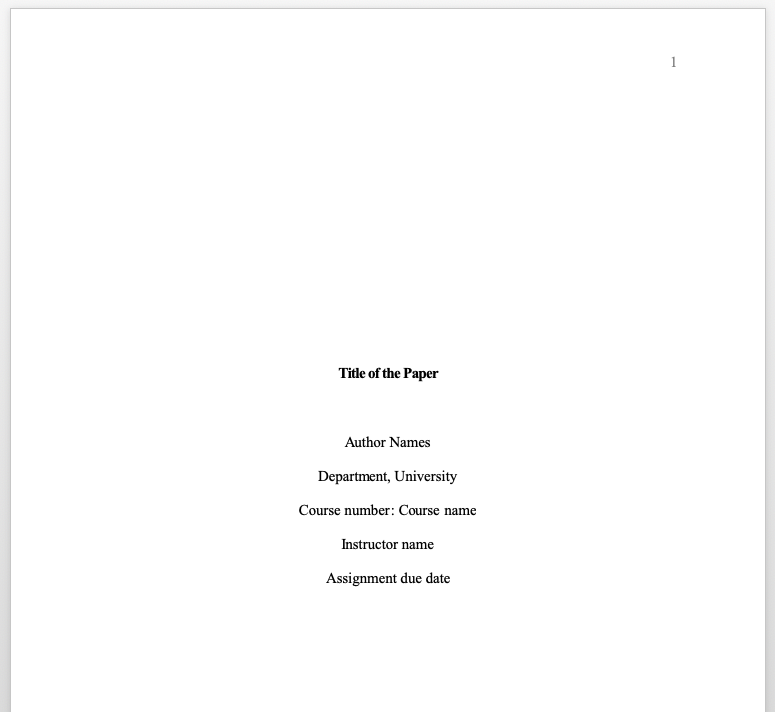 1
Title of the Paper
Author Names
Department, University
Course number: Course name
Instructor name
Assignment due date